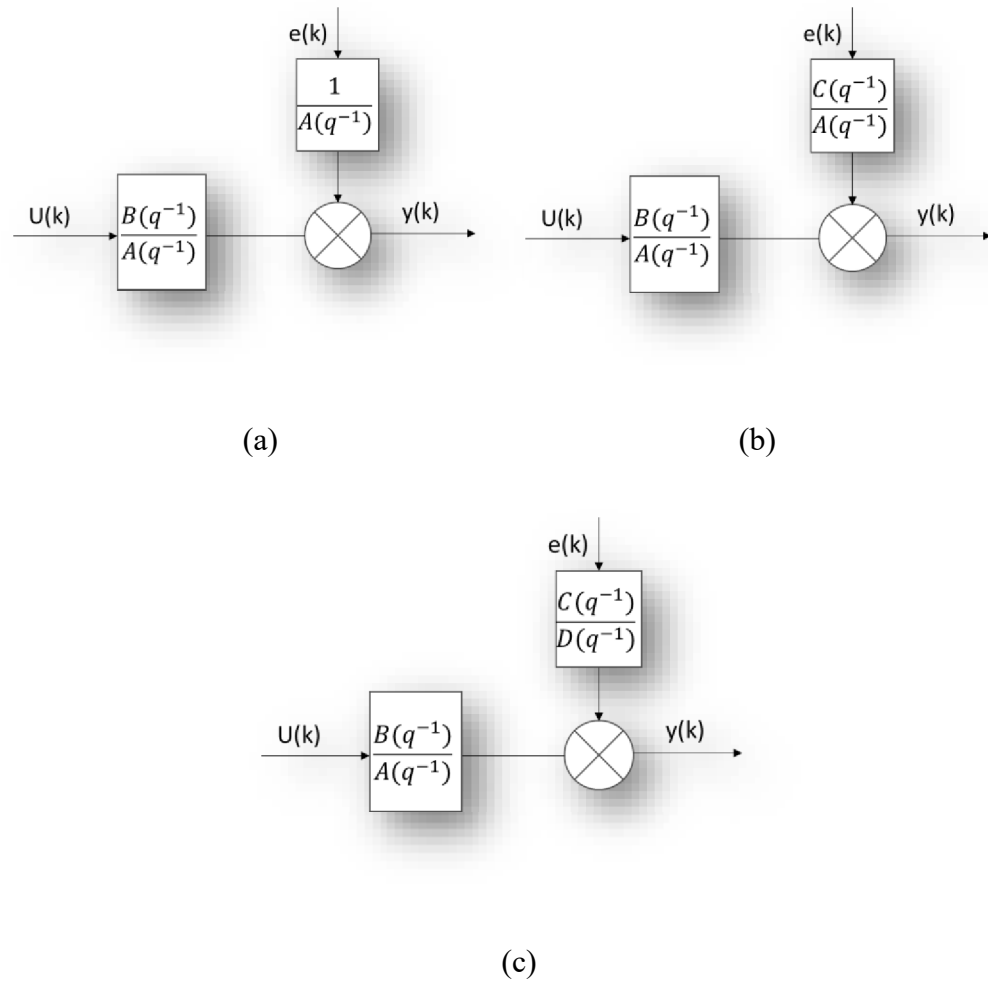 e(k)
1
A(q⁻¹)
U(k)
B(q⁻¹)
A(q⁻¹)
y(k)
(a)
e(k)
C(q⁻¹)
A(q⁻¹)
U(k)
B(q⁻¹)
A(q⁻¹)
y(k)
(b)
e(k)
C(q⁻¹)
D(q⁻¹)
U(k)
B(q⁻¹)
A(q⁻¹)
y(k)
(c)